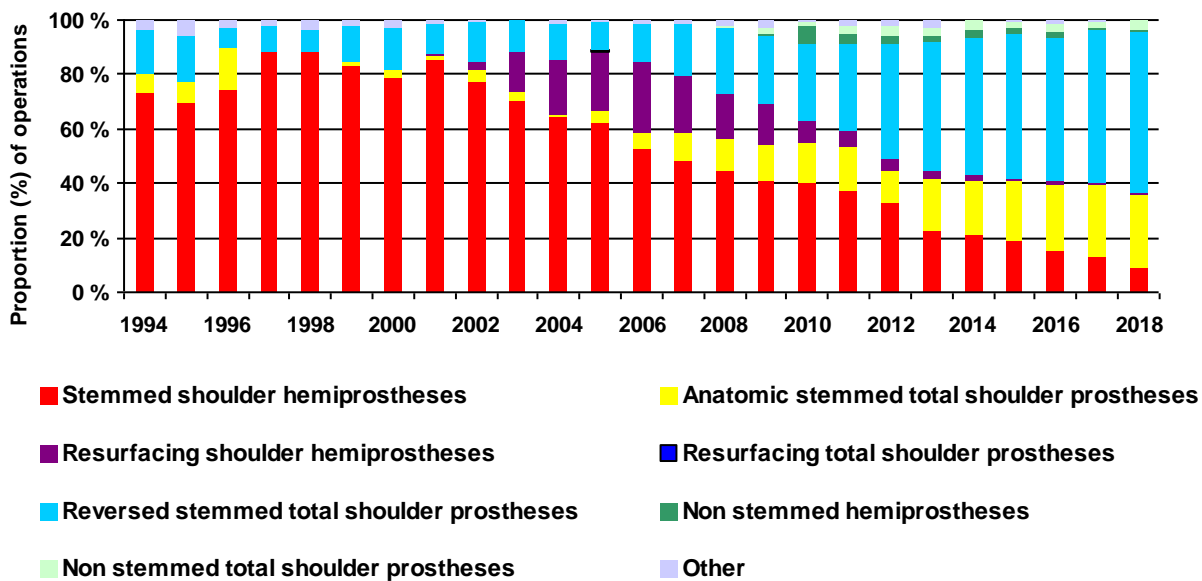 Proportion (%) of operations
100 %
80 %
60 %
40 %
20 %
0 %
1994 1996 1998 2000 2002 2004 2006 2008 2010 2012 2014 2016 2018
Stemmed shoulder hemiprostheses
Anatomic stemmed total shoulder prostheses
Resurfacing shoulder hemiprostheses
Resurfacing total shoulder prostheses
Reversed stemmed total shoulder prostheses
Non stemmed hemiprostheses
Non stemmed total shoulder prostheses
Other